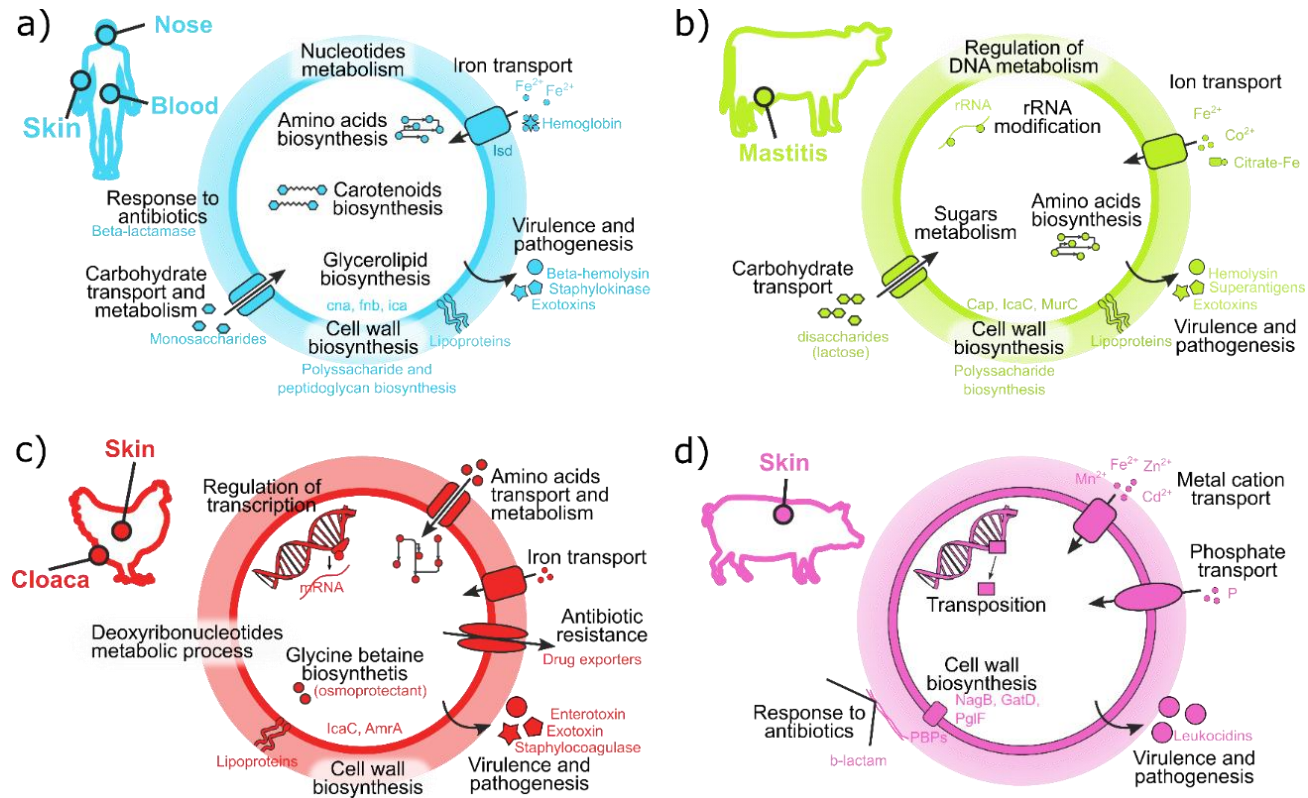 a)
Nose
Skin
Blood
Nucleotides
metabolism
Iron transport
Fe²⁺ Fe²⁺
Hemoglobin
Isd
Amino acids
biosynthesis
Carotenoids
biosynthesis
Response to
antibiotics
Beta-lactamase
Virulence and
pathogenesis
Beta-hemolysin
Staphylokinase
Exotoxins
Glycerolipid
biosynthesis
Carbohydrate
transport and
metabolism
Monosaccharides
cna, fnb, ica
Cell wall
biosynthesis
Lipoproteins
Polyssacharide and
peptidoglycan biosynthesis
b)
Mastitis
Regulation of
DNA metabolism
rRNA
rRNA
modification
Ion transport
Fe²⁺
Co²⁺
Citrate-Fe
Amino acids
biosynthesis
Sugars
metabolism
Carbohydrate
transport
disaccharides
(lactose)
Hemolysin
Superantigens
Exotoxins
Virulence and
pathogenesis
Cap, IcaC, MurC
Cell wall
biosynthesis
Lipoproteins
Polyssacharide
biosynthesis
c)
Skin
Cloaca
Regulation of
transcription
mRNA
Amino acids
transport and
metabolism
Iron transport
Antibiotic
resistance
Drug exporters
Deoxyribonucleotides
metabolic process
Glycine betaine
biosynthetis
(osmoprotectant)
IcaC, AmrA
Lipoproteins
Cell wall
biosynthesis
Enterotoxin
Exotoxin
Staphylocoagulase
Virulence and
pathogenesis
d)
Skin
Mn²⁺
Fe²⁺
Zn²⁺
Cd²⁺
Metal cation
transport
Phosphate
transport
P
Transposition
Cell wall
biosynthesis
NagB, GatD,
PglF
PBPs
Response to
antibiotics
b-lactam
Leukocidins
Virulence and
pathogenesis